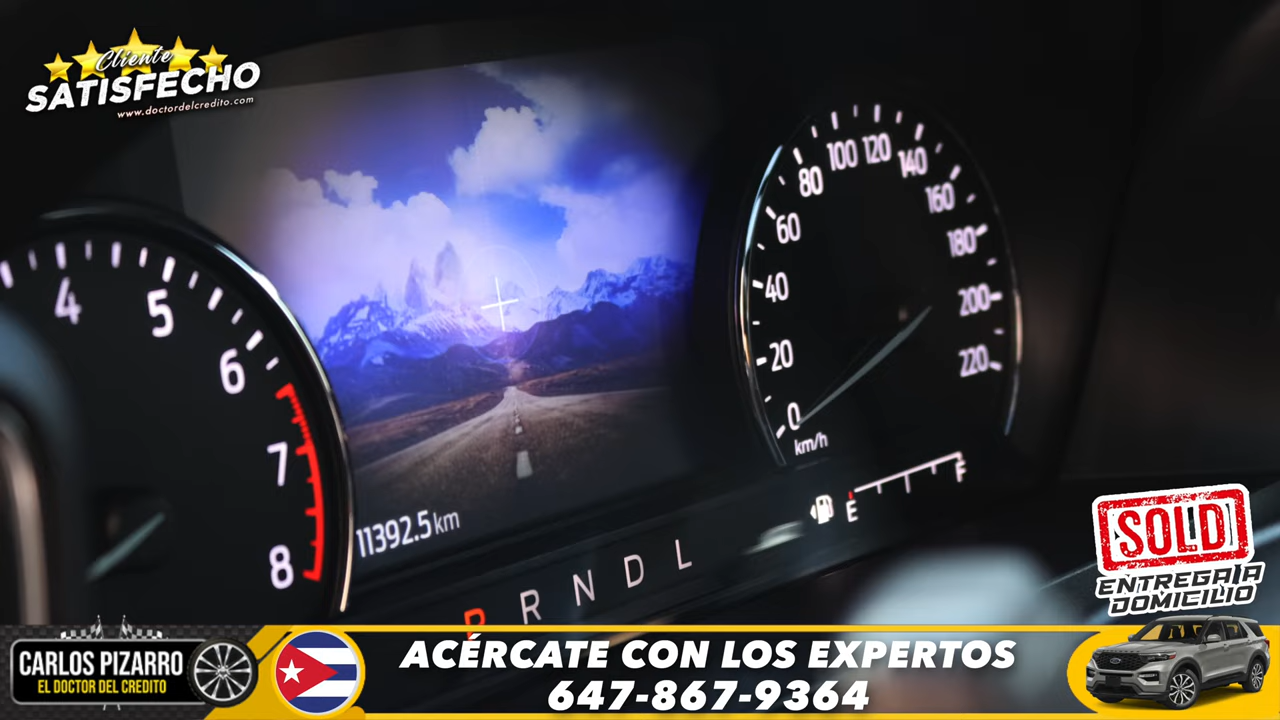 Cliente
SATISFECHO
www.doctordelcredito.com
4
5
6
7
8
11392.5 km
P R N D L
0
20
40
60
80
100
120
140
160
180
200
220
km/h
E
F
SOLD
ENTREGA A
DOMICILIO
CARLOS PIZARRO
EL DOCTOR DEL CREDITO
ACÉRCATE CON LOS EXPERTOS
647-867-9364